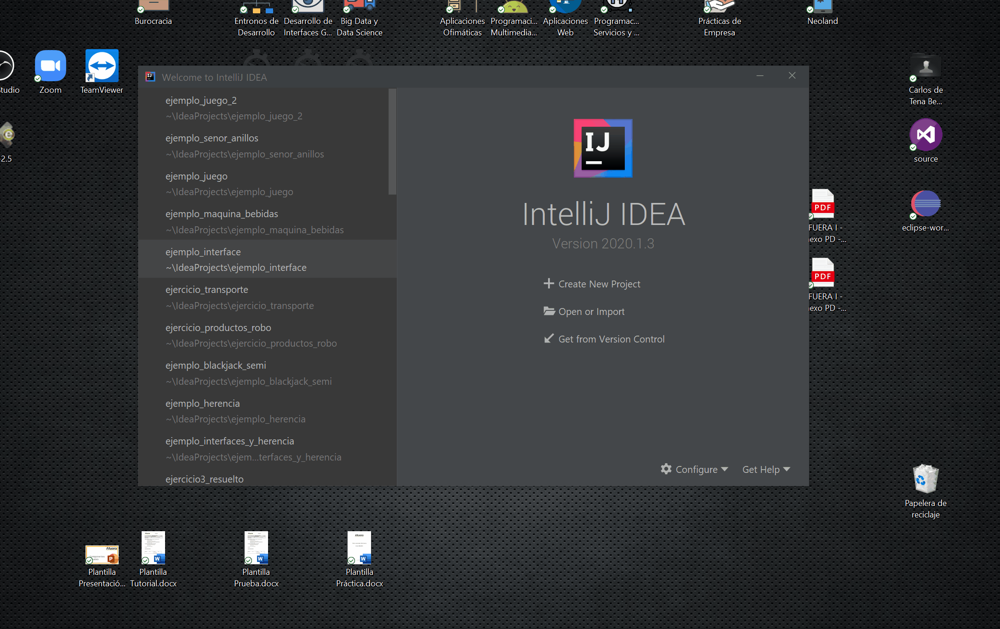 Burocracia
Entronos de
Desarrollo
Desarrollo de
Interfaces G...
Big Data y
Data Science
Aplicaciones
Ofimáticas
Programaci...
Multimedia...
Aplicaciones
Web
Programac...
Servicios y ...
Prácticas de
Empresa
Neoland
tudio
Zoom
TeamViewer
Carlos de
Tena Be...
2.5
source
PDF
FUERA I -
exo PD -...
eclipse-wor...
PDF
FUERA I -
exo PD -...
Welcome to IntelliJ IDEA
ejemplo_juego_2
~\IdeaProjects\ejemplo_juego_2
ejemplo_senor_anillos
~\IdeaProjects\ejemplo_senor_anillos
ejemplo_juego
~\IdeaProjects\ejemplo_juego
ejemplo_maquina_bebidas
~\IdeaProjects\ejemplo_maquina_bebidas
ejemplo_interface
~\IdeaProjects\ejemplo_interface
ejercicio_transporte
~\IdeaProjects\ejercicio_transporte
ejercicio_productos_robo
~\IdeaProjects\ejercicio_productos_robo
ejemplo_blackjack_semi
~\IdeaProjects\ejemplo_blackjack_semi
ejemplo_herencia
~\IdeaProjects\ejemplo_herencia
ejemplo_interfaces_y_herencia
~\IdeaProjects\ejem...terfaces_y_herencia
ejercicio3_resuelto
IJ
IntelliJ IDEA
Version 2020.1.3
Create New Project
Open or Import
Get from Version Control
Configure
Get Help
Papelera de
reciclaje
Afuera
Plantilla
Presentació...
Plantilla
Tutorial.docx
Plantilla
Prueba.docx
Afuera
Plantilla
Práctica.docx